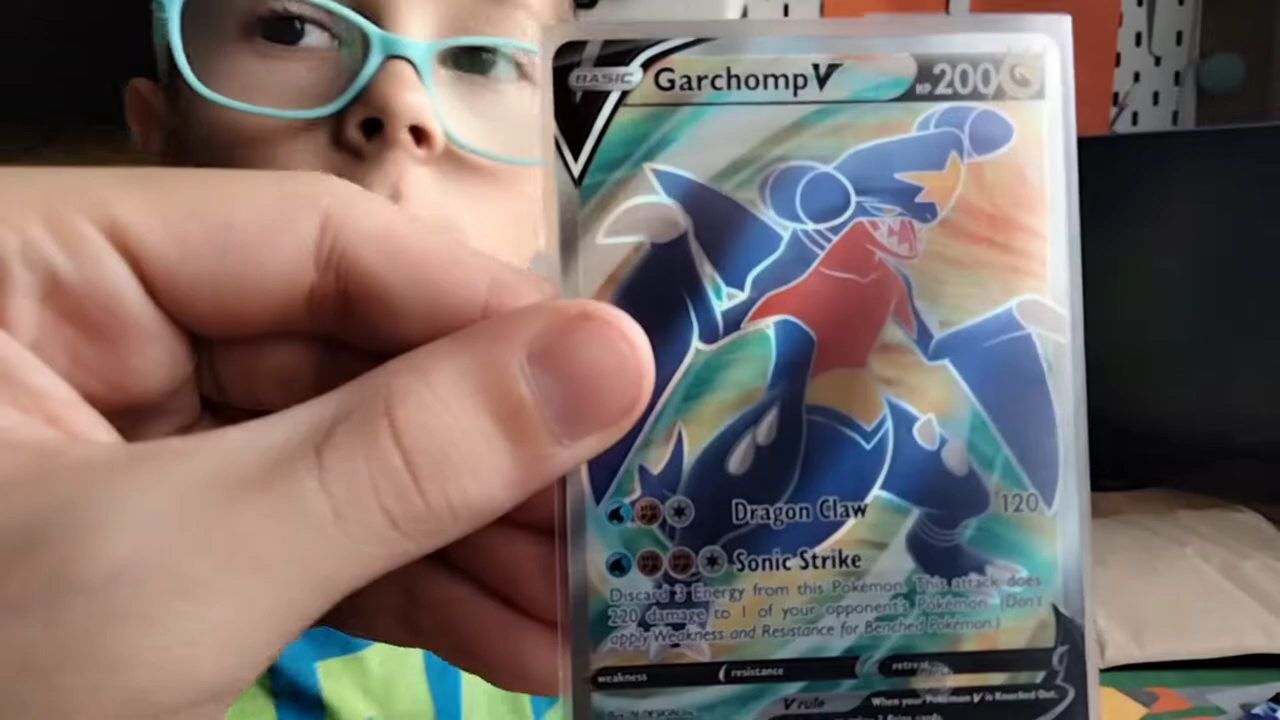 BASIC Garchomp V HP 200
Dragon Claw 120
Sonic Strike
Discard 3 Energy from this Pokémon. This attack does
220 damage to 1 of your opponent's Pokémon. (Don't
apply Weakness and Resistance for Benched Pokémon.)
weakness resistance retreat
V rule When your Pokémon V is Knocked Out,